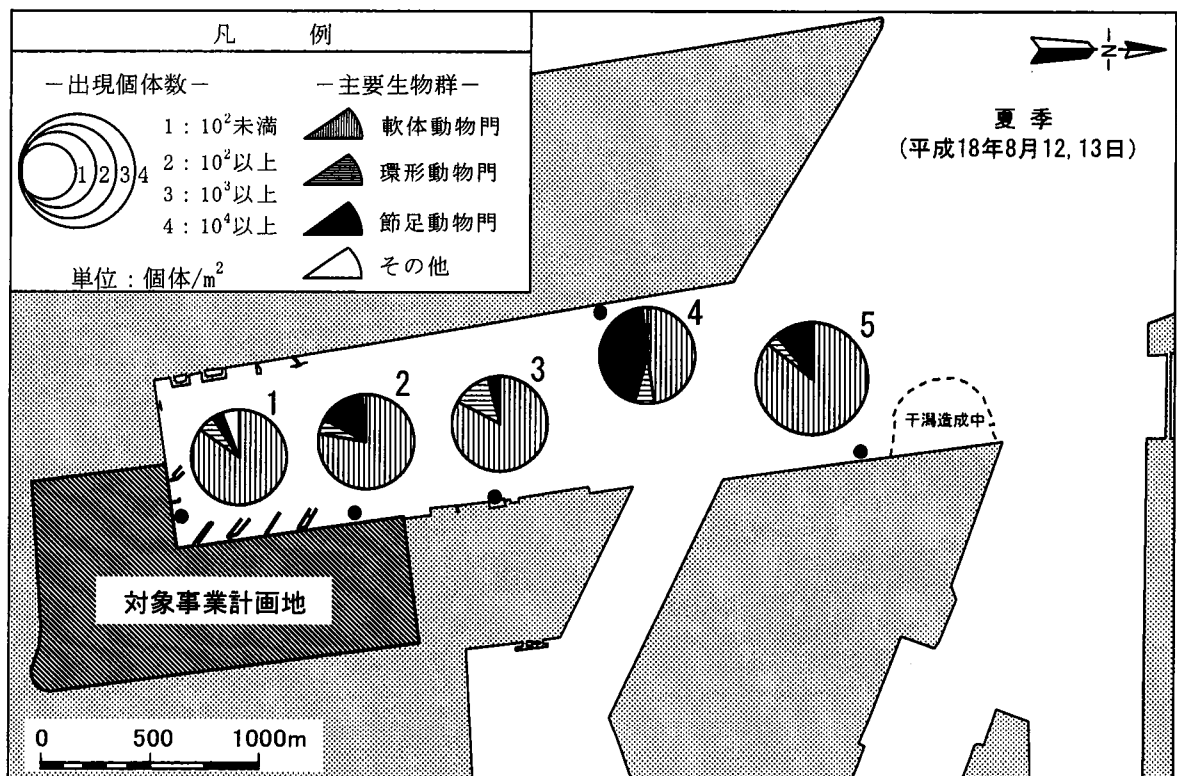 凡例
－出現個体数－
1：10²未満
2：10²以上
3：10³以上
4：10⁴以上
1 2 3 4
単位：個体/m²
－主要生物群－
軟体動物門
環形動物門
節足動物門
その他
N
夏季
(平成18年8月12,13日)
1
2
3
4
5
干潟造成中
対象事業計画地
0 500 1000m